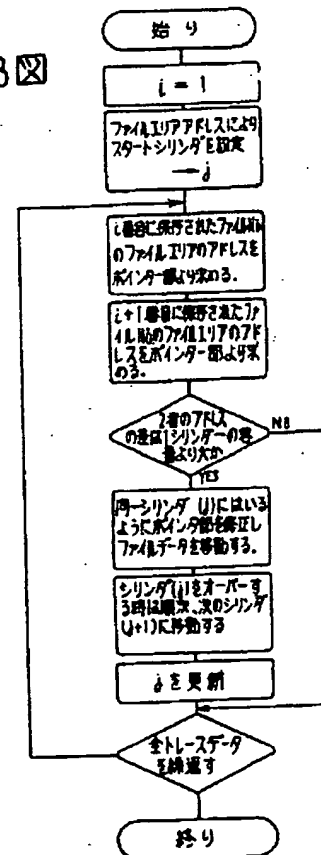 3図
始り
i = 1
ファイルエリアアドレスにより
スタートシリンダを設定
→j
i番目に保存されたファイルNo
のファイルエリアのアドレスを
ポインター部より求める。
i+1番目に保存されたファ
イルNoのファイルエリアのアド
レスをポインター部より求
める。
2者のアドレス
の差は1シリンダーの容
量より大か
NO
YES
同一シリンダ(j)にはいる
ようにポインタ部を修正し
ファイルデータを移動する。
シリンダ(j)をオーバーす
る時は順次、次のシリンダ
(j+1)に移動する
jを更新
全トレースデータ
を繰返す
終り